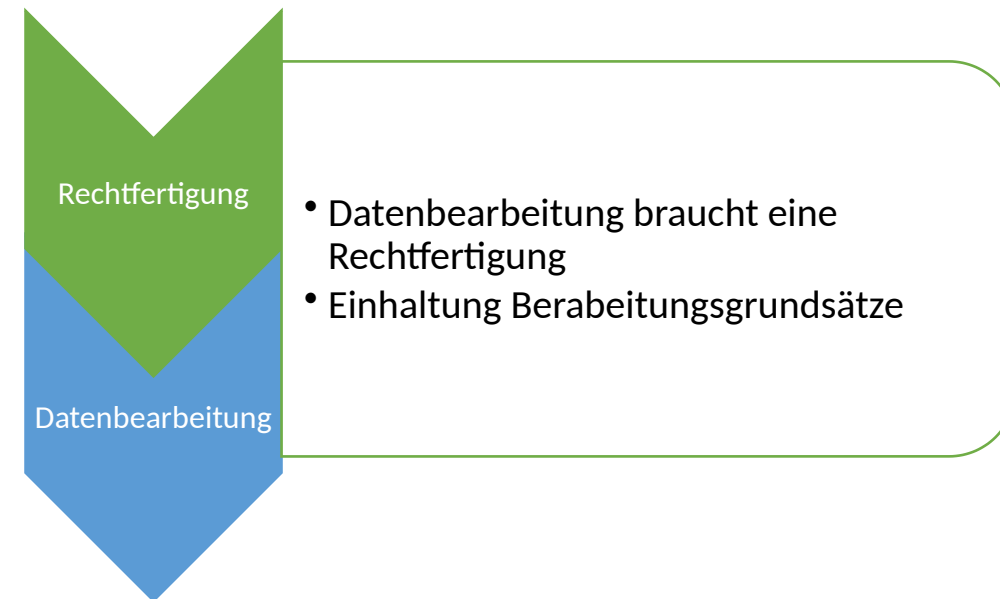 Rechtfertigung
• Datenbearbeitung braucht eine
Rechtfertigung
• Einhaltung Berabeitungsgrundsätze
Datenbearbeitung